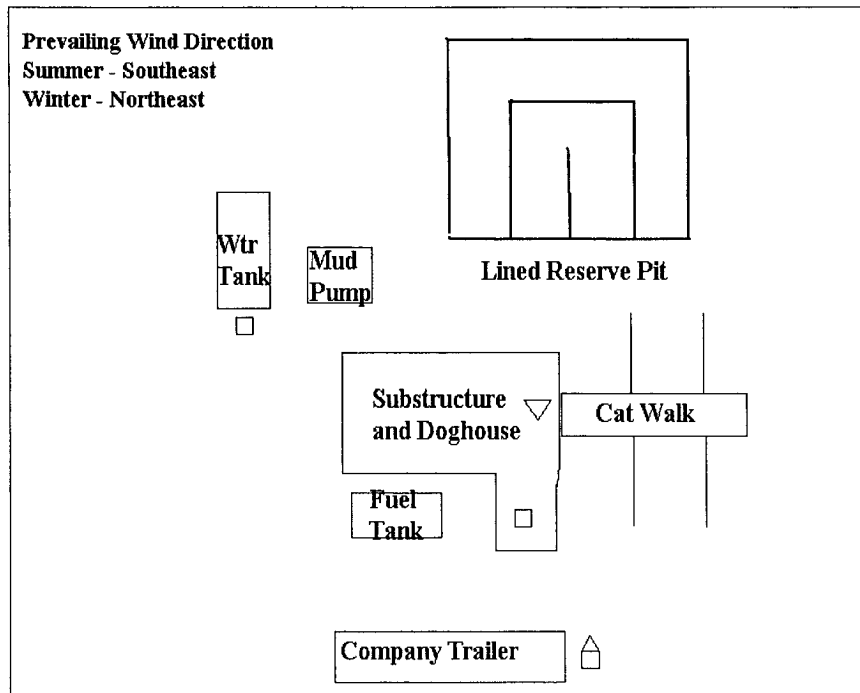 Prevailing Wind Direction
Summer - Southeast
Winter - Northeast
Wtr
Tank
Mud
Pump
Lined Reserve Pit
Substructure
and Doghouse
Cat Walk
Fuel
Tank
Company Trailer